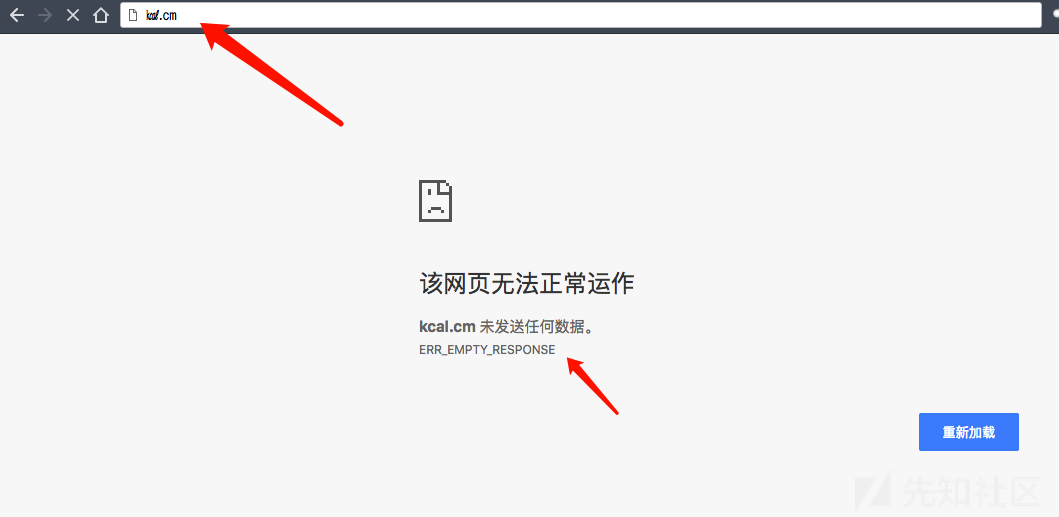 ㎉.cm
该网页无法正常运作
kcal.cm 未发送任何数据。
ERR_EMPTY_RESPONSE
重新加载
先知社区